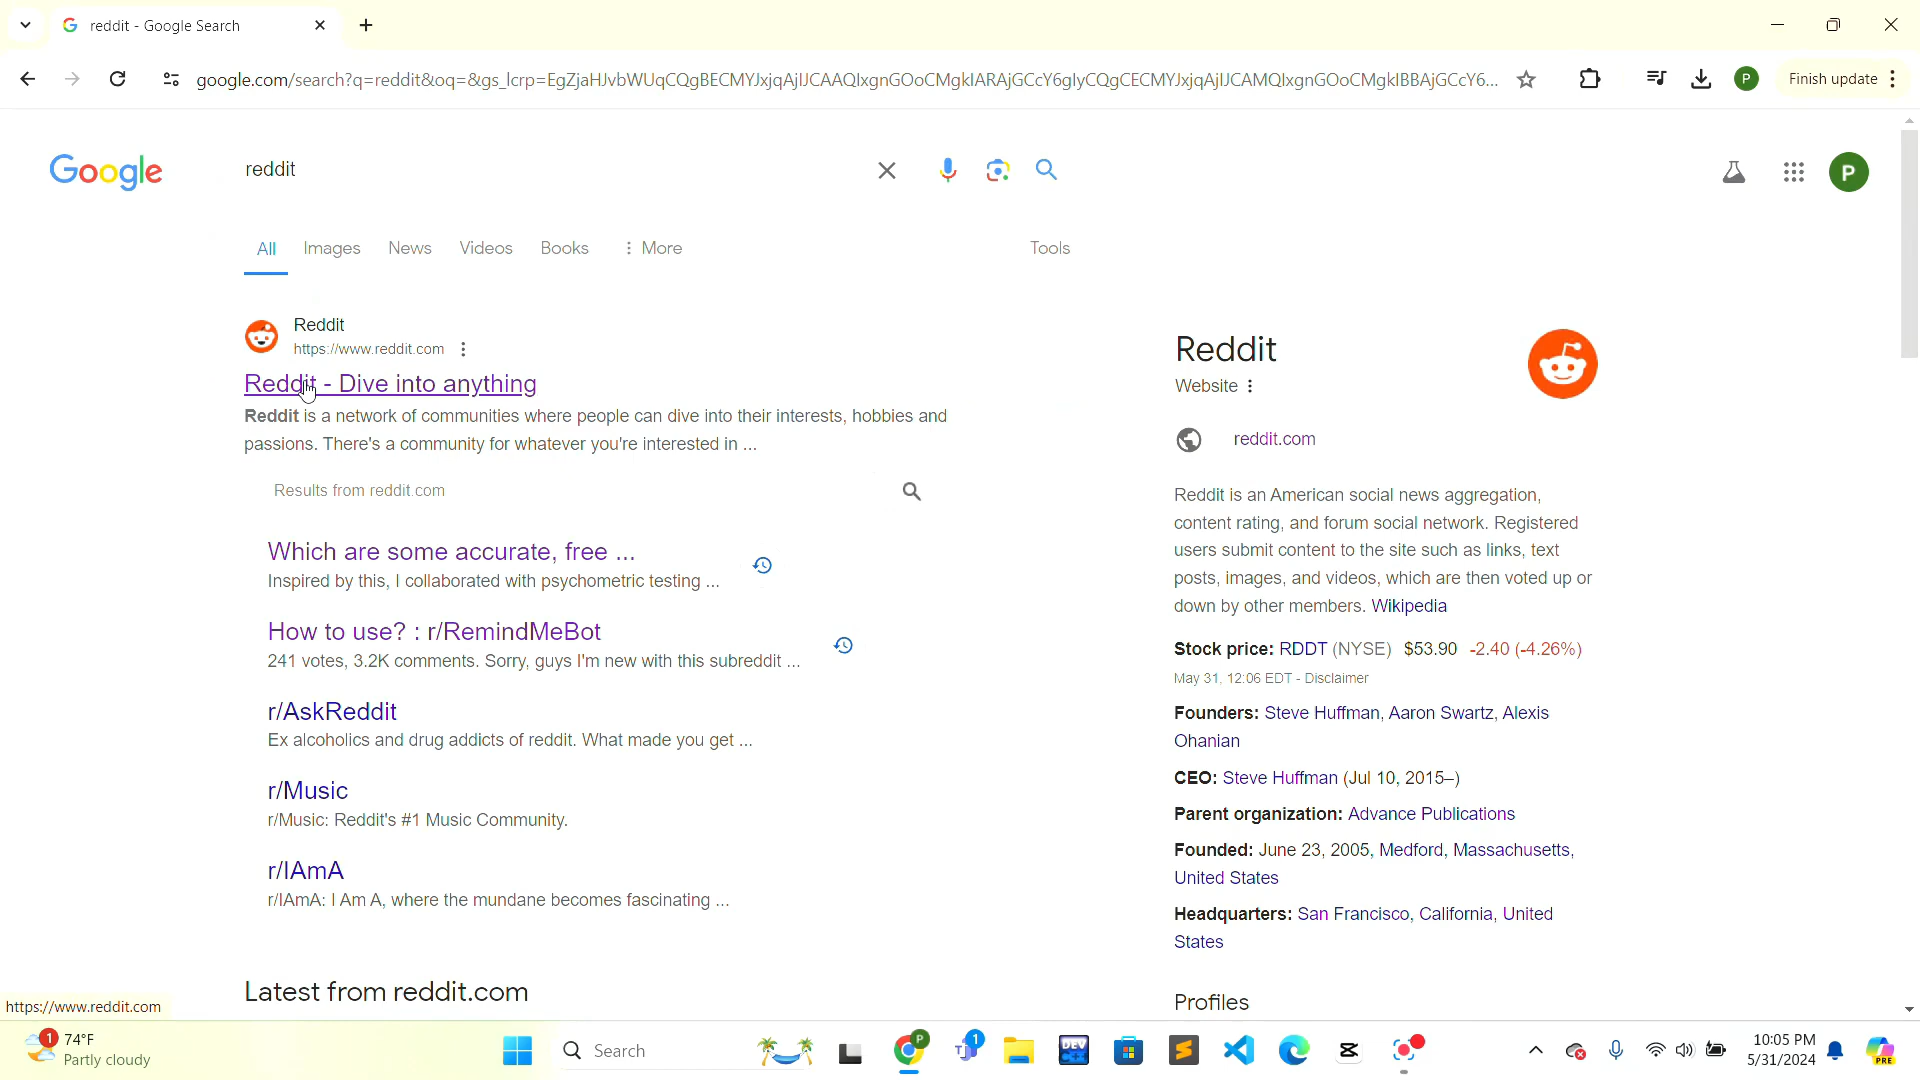 reddit - Google Search
google.com/search?q=reddit&oq=&gs_lcrp=EgZjaHJvbWUqCQgBECMYJxjqAjIJCAAQIxgnGOoCMgkIARAjGCcY6gIyCQgCECMYJxjqAjIJCAMQIxgnGOoCMgkIBBAjGCcY6...
P
Finish update
Google
reddit
P
All
Images
News
Videos
Books
More
Tools
Reddit
https://www.reddit.com
Reddit - Dive into anything
Reddit is a network of communities where people can dive into their interests, hobbies and
passions. There's a community for whatever you're interested in ...
Results from reddit.com
Which are some accurate, free ...
Inspired by this, I collaborated with psychometric testing ...
How to use? : r/RemindMeBot
241 votes, 3.2K comments. Sorry, guys I'm new with this subreddit ...
r/AskReddit
Ex alcoholics and drug addicts of reddit. What made you get ...
r/Music
r/Music: Reddit's #1 Music Community.
r/IAmA
r/IAmA: I Am A, where the mundane becomes fascinating ...
Latest from reddit.com
Reddit
Website
reddit.com
Reddit is an American social news aggregation,
content rating, and forum social network. Registered
users submit content to the site such as links, text
posts, images, and videos, which are then voted up or
down by other members. Wikipedia
Stock price: RDDT (NYSE) $53.90 -2.40 (-4.26%)
May 31, 12:06 EDT - Disclaimer
Founders: Steve Huffman, Aaron Swartz, Alexis
Ohanian
CEO: Steve Huffman (Jul 10, 2015–)
Parent organization: Advance Publications
Founded: June 23, 2005, Medford, Massachusetts,
United States
Headquarters: San Francisco, California, United
States
Profiles
https://www.reddit.com
1
74°F
Partly cloudy
Search
P
1
DEV
C++
10:05 PM
5/31/2024
PRE